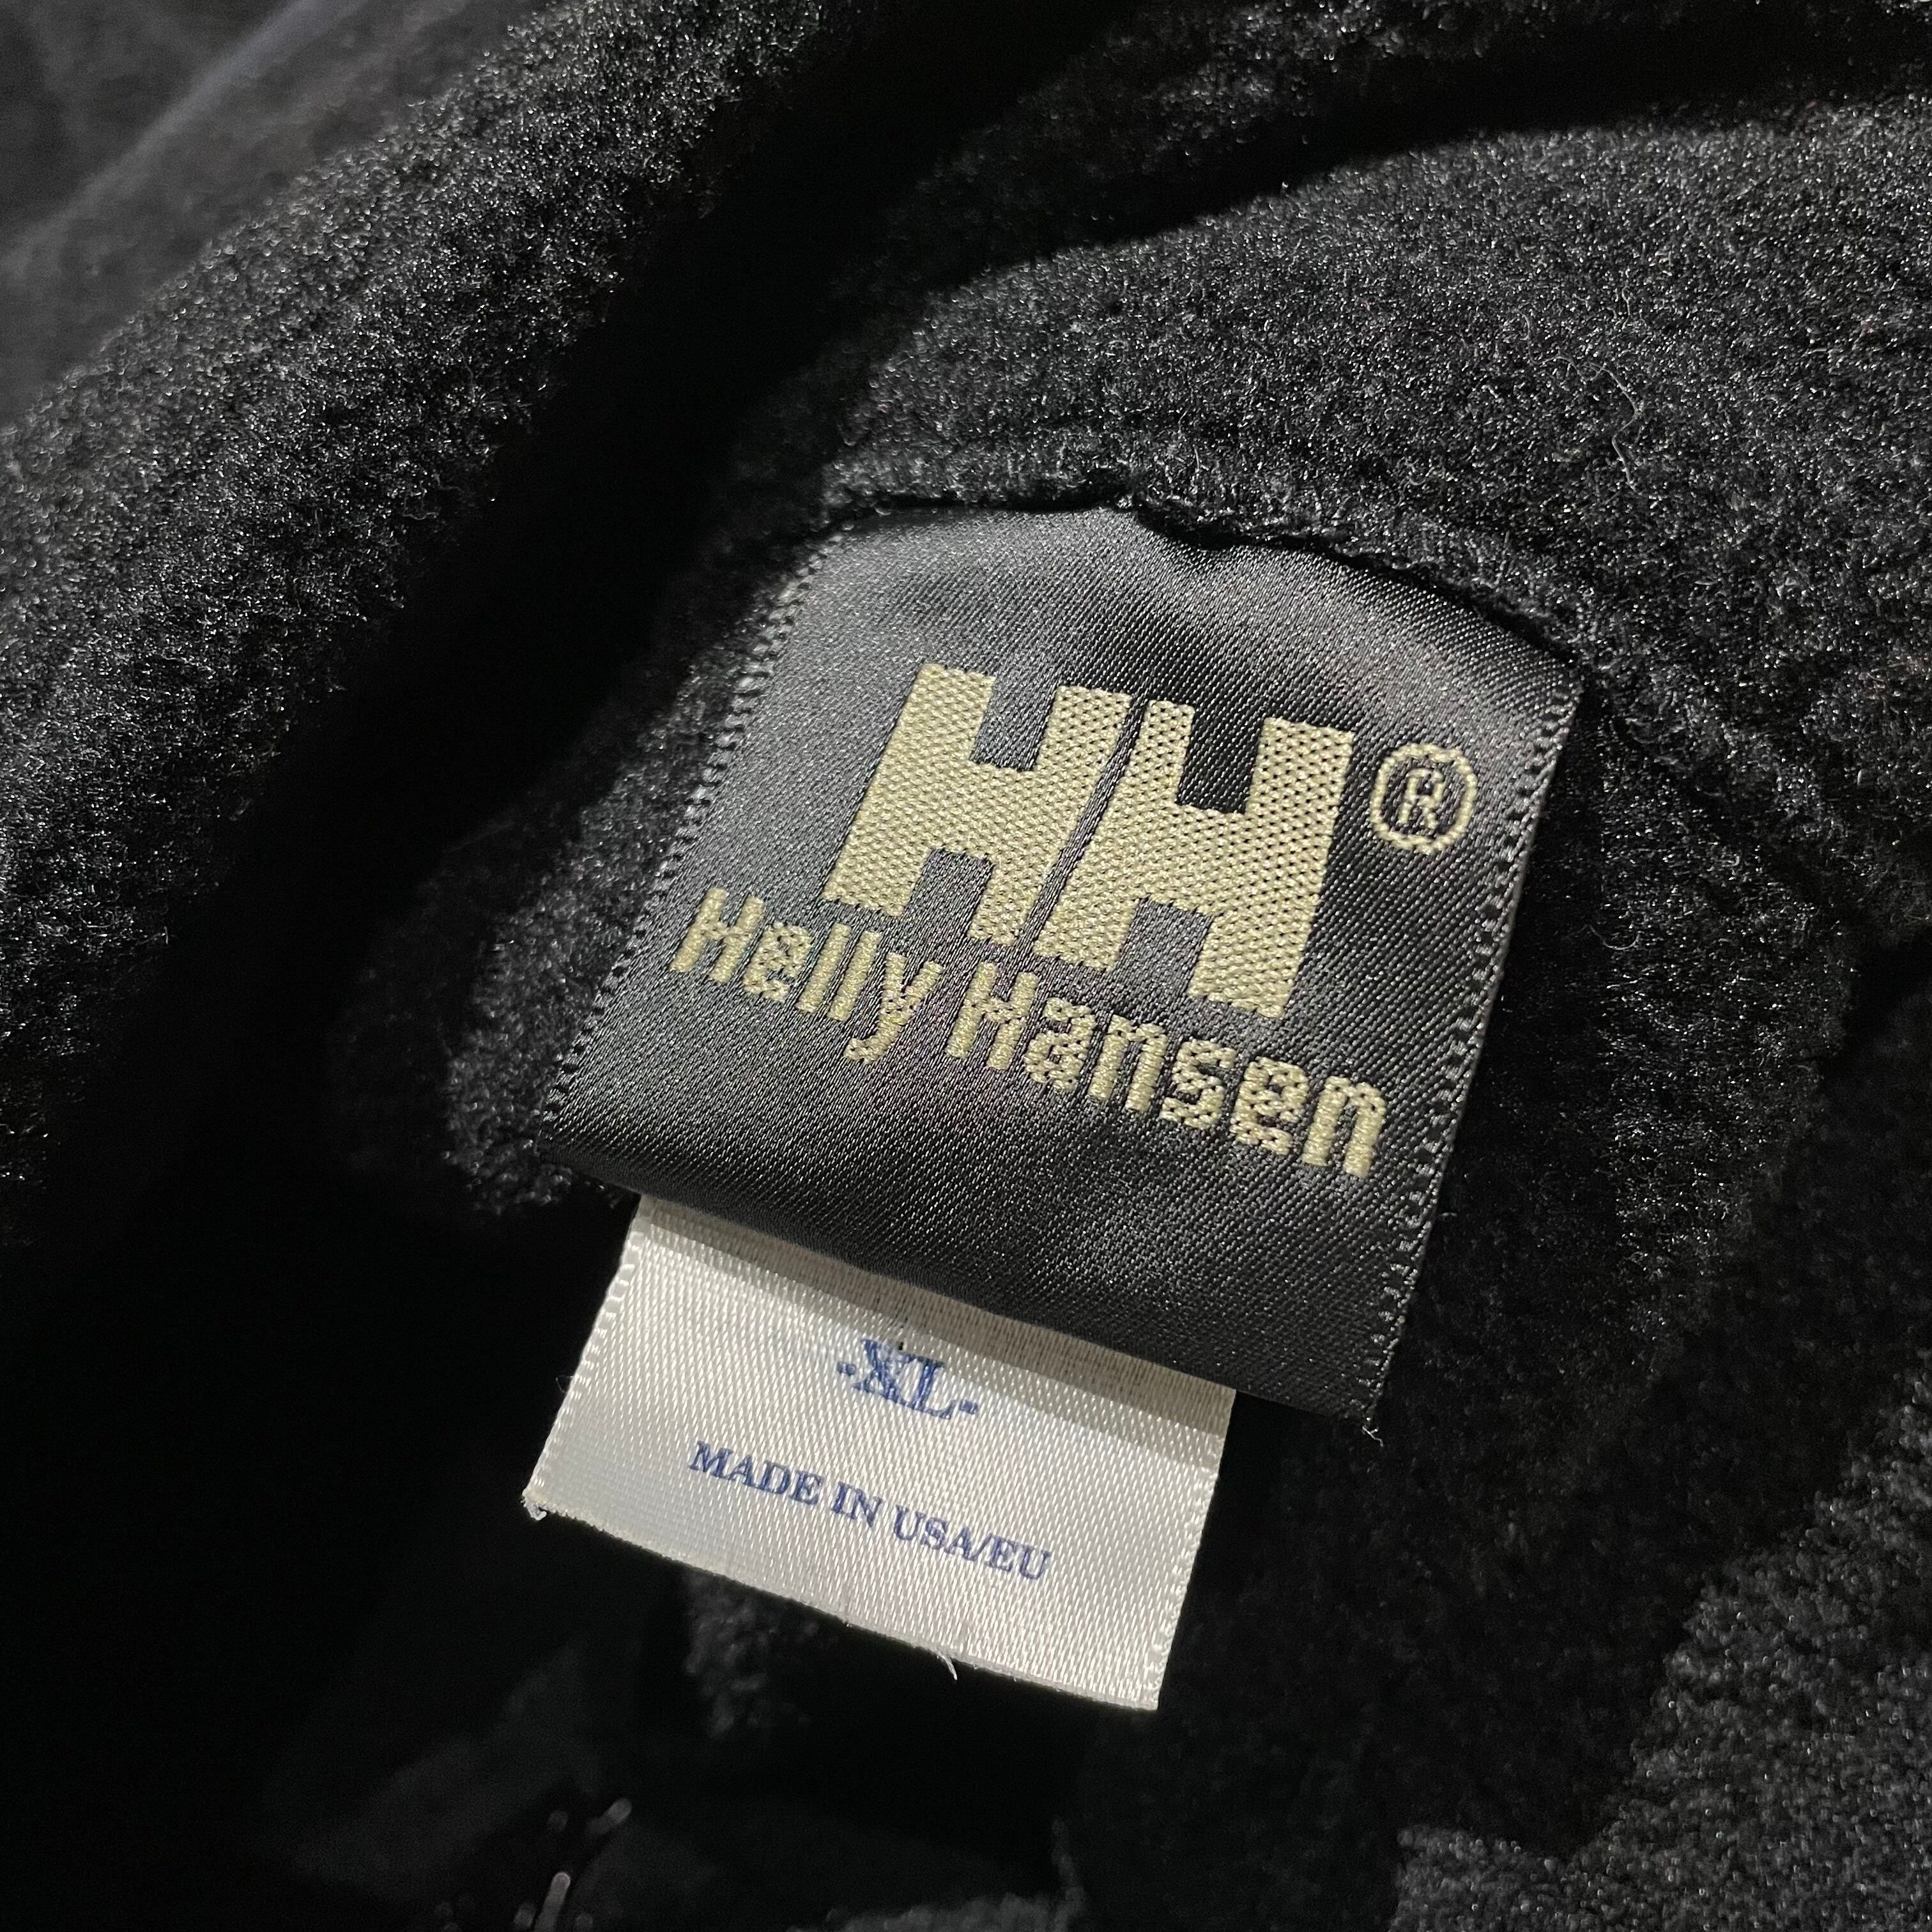 HH®
Helly Hansen
-XL-
MADE IN USA/EU